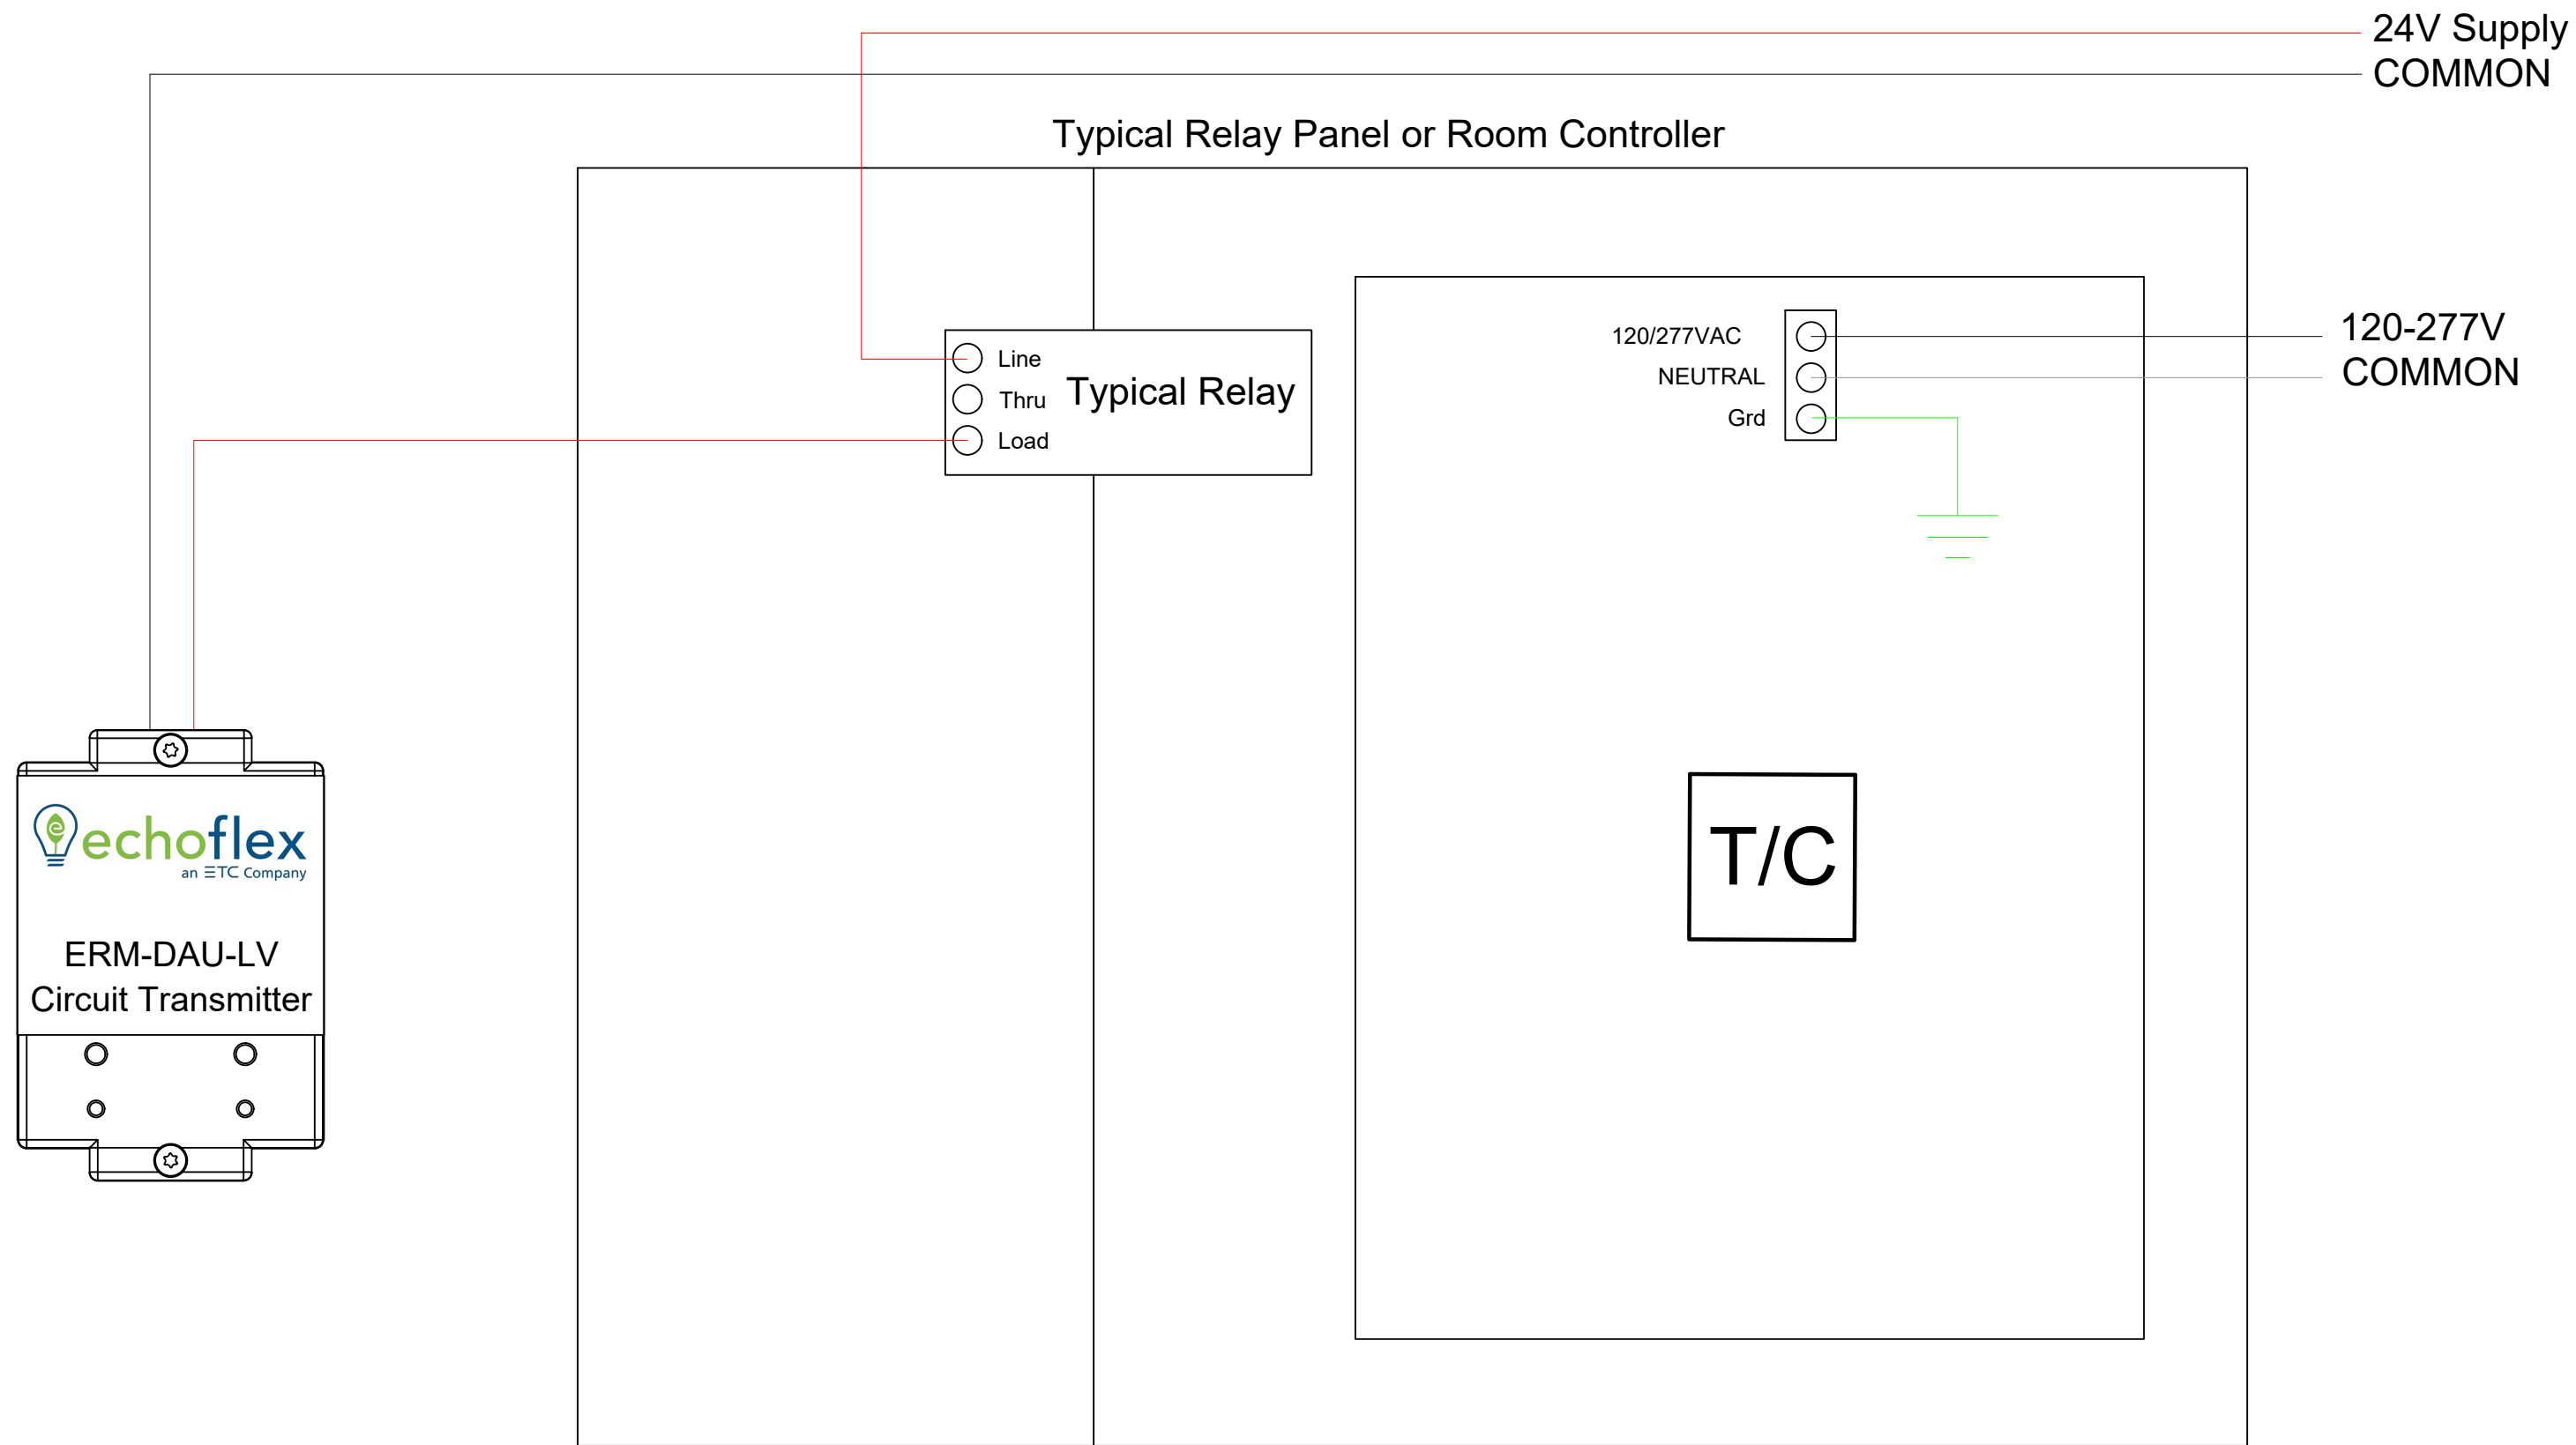 24V Supply
COMMON
Typical Relay Panel or Room Controller
120/277VAC
NEUTRAL
Grd
120-277V
COMMON
Line
Thru
Load
Typical Relay
T/C
echoflex
an ETC Company
ERM-DAU-LV
Circuit Transmitter